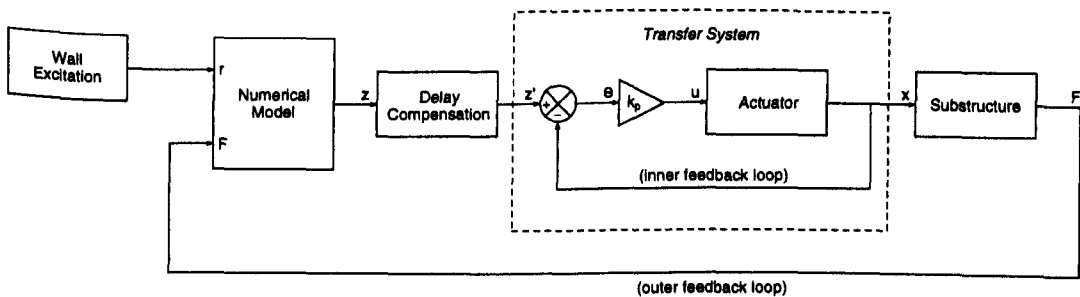 Transfer System
Wall
Excitation
r
Numerical
Model
F
z
Delay
Compensation
z'
+
−
e
kp
u
Actuator
x
Substructure
F
(inner feedback loop)
(outer feedback loop)